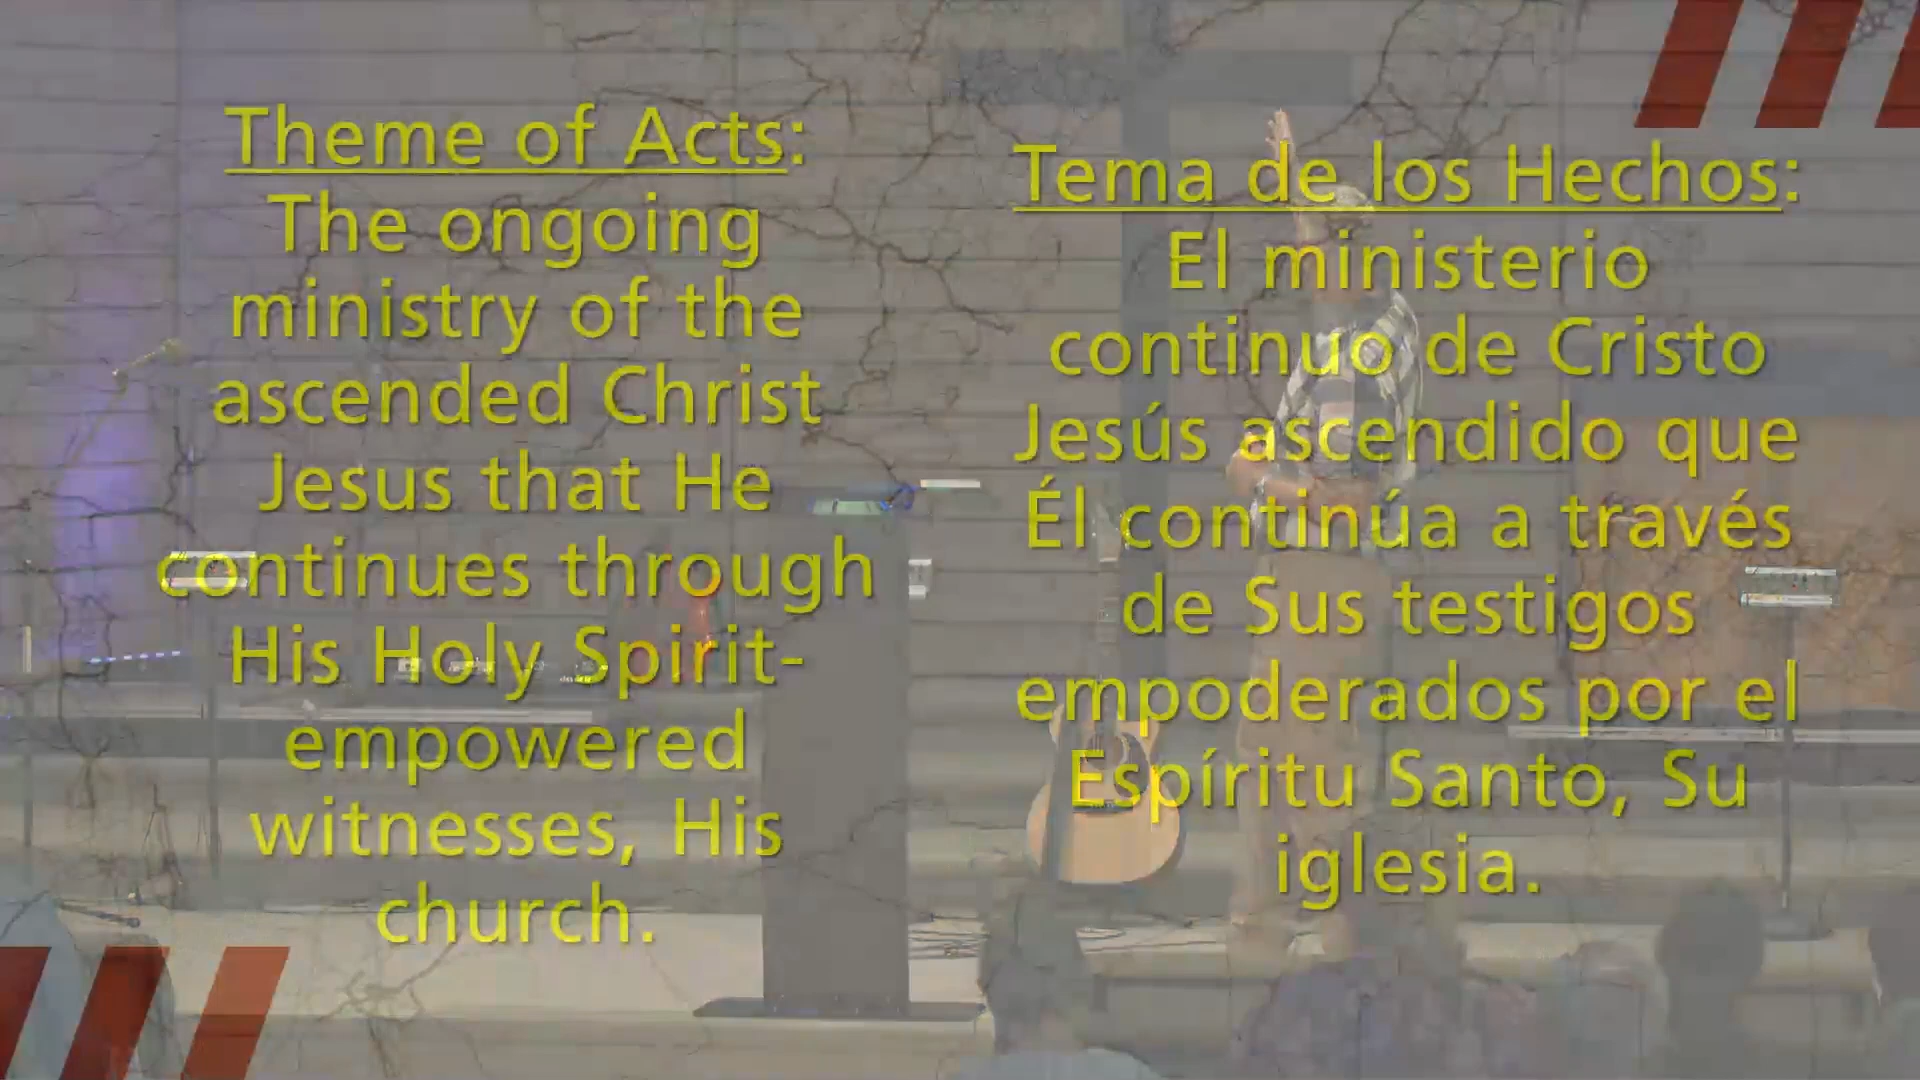 Theme of Acts:
The ongoing
ministry of the
ascended Christ
Jesus that He
continues through
His Holy Spirit-
empowered
witnesses, His
church.
Tema de los Hechos:
El ministerio
continuo de Cristo
Jesús ascendido que
Él continúa a través
de Sus testigos
empoderados por el
Espíritu Santo, Su
iglesia.